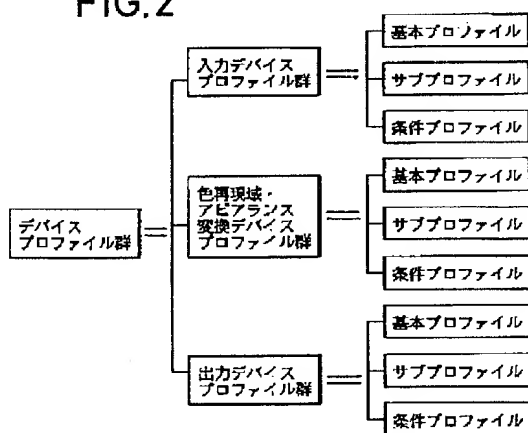 FIG.2
基本プロファイル
入力デバイス
プロファイル群
サブプロファイル
条件プロファイル
基本プロファイル
色再現域・
アピアランス
変換デバイス
プロファイル群
サブプロファイル
デバイス
プロファイル群
条件プロファイル
基本プロファイル
出力デバイス
プロファイル群
サブプロファイル
条件プロファイル